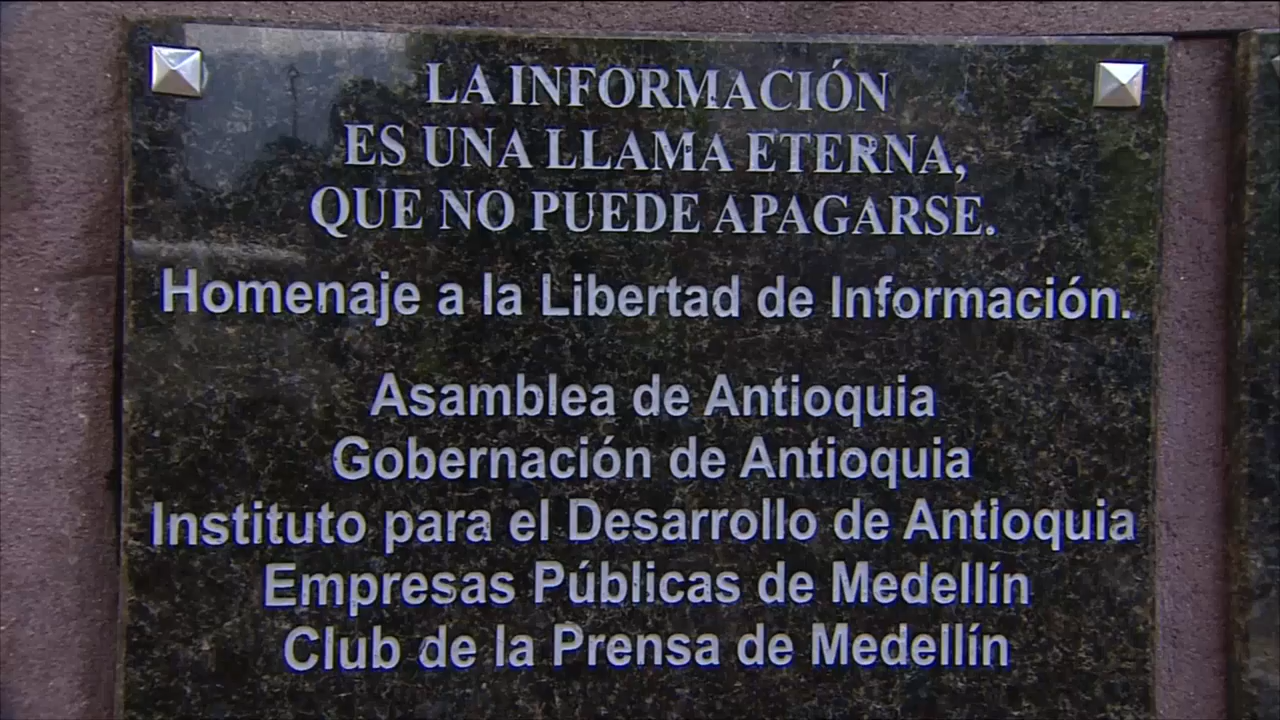 LA INFORMACIÓN
ES UNA LLAMA ETERNA,
QUE NO PUEDE APAGARSE.
Homenaje a la Libertad de Información.
Asamblea de Antioquia
Gobernación de Antioquia
Instituto para el Desarrollo de Antioquia
Empresas Públicas de Medellín
Club de la Prensa de Medellín